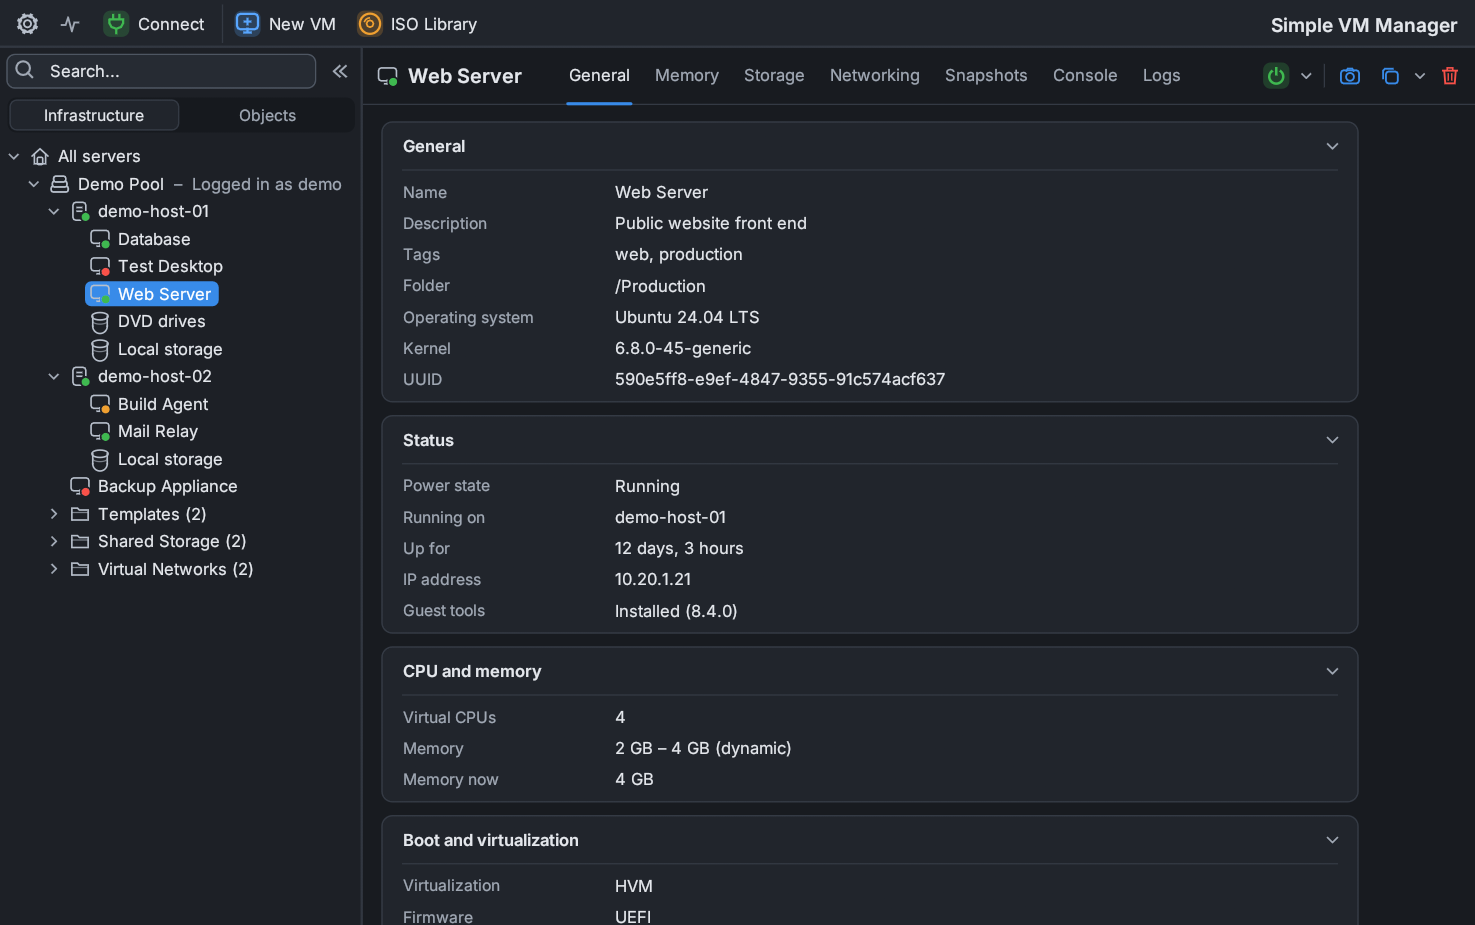 Connect New VM ISO Library Simple VM Manager
Search...
Infrastructure Objects
All servers
Demo Pool – Logged in as demo
demo-host-01
Database
Test Desktop
Web Server
DVD drives
Local storage
demo-host-02
Build Agent
Mail Relay
Local storage
Backup Appliance
Templates (2)
Shared Storage (2)
Virtual Networks (2)
Web Server General Memory Storage Networking Snapshots Console Logs
General
Name Web Server
Description Public website front end
Tags web, production
Folder /Production
Operating system Ubuntu 24.04 LTS
Kernel 6.8.0-45-generic
UUID 590e5ff8-e9ef-4847-9355-91c574acf637
Status
Power state Running
Running on demo-host-01
Up for 12 days, 3 hours
IP address 10.20.1.21
Guest tools Installed (8.4.0)
CPU and memory
Virtual CPUs 4
Memory 2 GB – 4 GB (dynamic)
Memory now 4 GB
Boot and virtualization
Virtualization HVM
Firmware UEFI